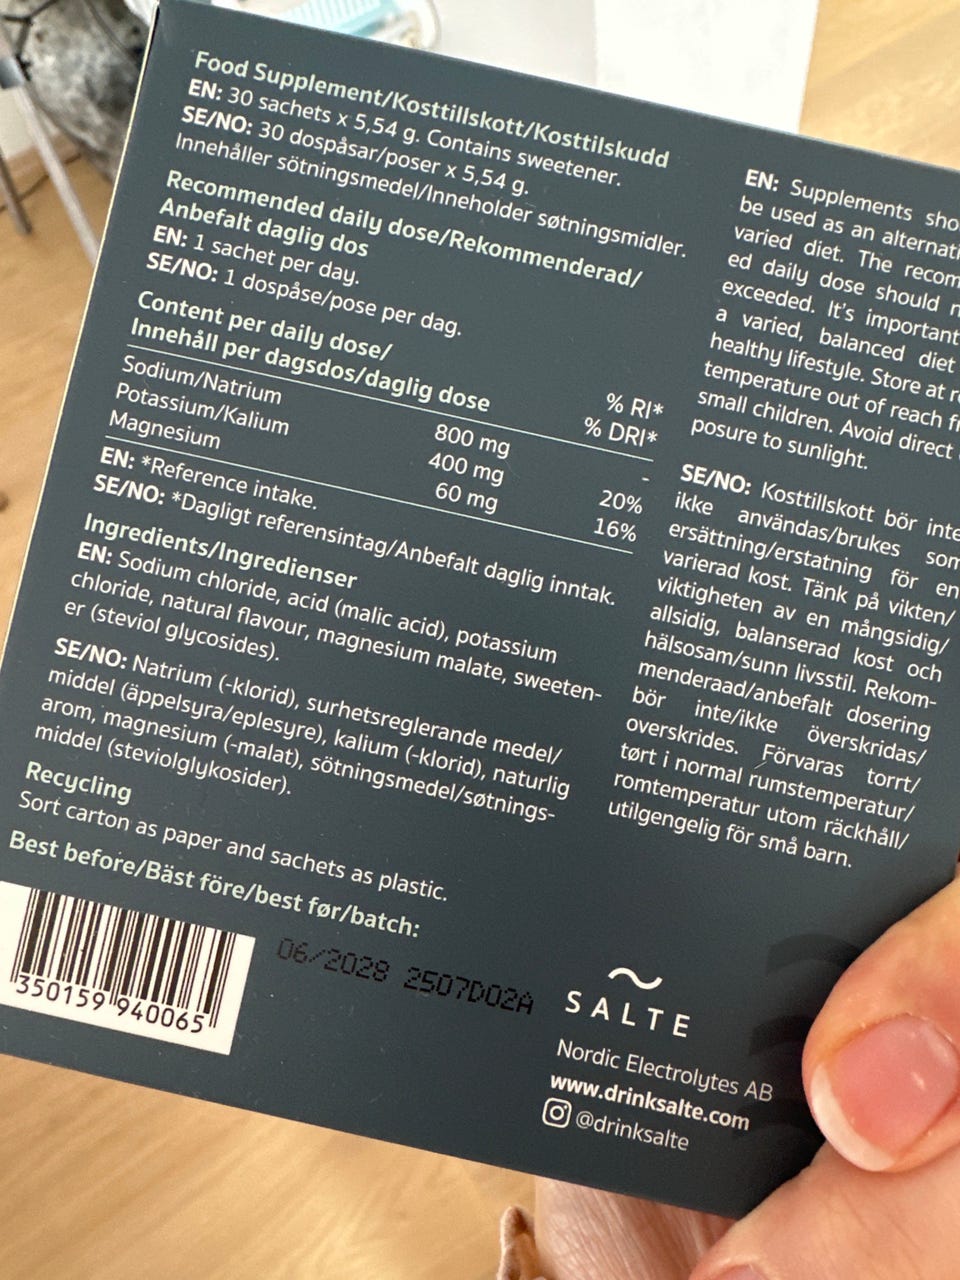 Food Supplement/Kosttillskott/Kosttilskudd
EN: 30 sachets x 5,54 g. Contains sweetener.
SE/NO: 30 dospåsar/poser x 5,54 g.
Innehåller sötningsmedel/Inneholder søtningsmidler.
Recommended daily dose/Rekommenderad/
Anbefalt daglig dos
EN: 1 sachet per day.
SE/NO: 1 dospåse/pose per dag.
Content per daily dose/
Innehåll per dagsdos/daglig dose
% RI*
% DRI*
Sodium/Natrium 800 mg -
Potassium/Kalium 400 mg 20%
Magnesium 60 mg 16%
EN: *Reference intake.
SE/NO: *Dagligt referensintag/Anbefalt daglig inntak.
Ingredients/Ingredienser
EN: Sodium chloride, acid (malic acid), potassium
chloride, natural flavour, magnesium malate, sweeten-
er (steviol glycosides).
SE/NO: Natrium (-klorid), surhetsreglerande medel/
middel (äppelsyra/eplesyre), kalium (-klorid), naturlig
arom, magnesium (-malat), sötningsmedel/søtnings-
middel (steviolglykosider).
Recycling
Sort carton as paper and sachets as plastic.
Best before/Bäst före/best før/batch:
06/2028 2507D02A
350159 940065
EN: Supplements sho
be used as an alternati
varied diet. The recom
ed daily dose should n
exceeded. It's important
a varied, balanced diet
healthy lifestyle. Store at r
temperature out of reach f
small children. Avoid direct
posure to sunlight.
SE/NO: Kosttillskott bör inte
ikke användas/brukes som
ersättning/erstatning för en
varierad kost. Tänk på vikten/
viktigheten av en mångsidig/
allsidig, balanserad kost och
hälsosam/sunn livsstil. Rekom-
menderaad/anbefalt dosering
bör inte/ikke överskridas/
overskrides. Förvaras torrt/
tørt i normal rumstemperatur/
romtemperatur utom räckhåll/
utilgengelig för små barn.
SALTE
Nordic Electrolytes AB
www.drinksalte.com
@drinksalte